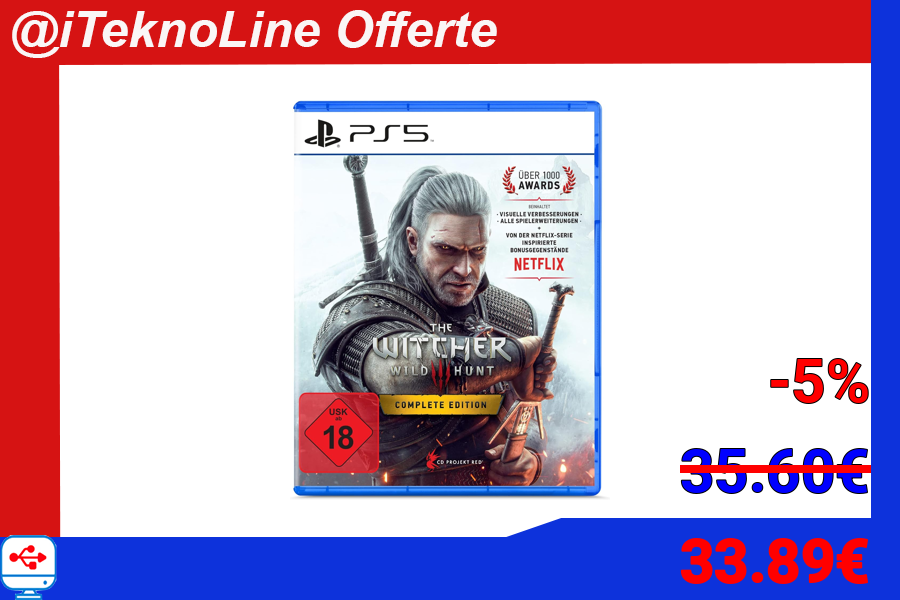 @iTeknoLine Offerte
PS5
ÜBER 1000
AWARDS
BEINHALTET
· VISUELLE VERBESSERUNGEN ·
· ALLE SPIELERWEITERUNGEN ·
+
VON DER NETFLIX-SERIE
INSPIRIERTE
BONUSGEGENSTÄNDE
NETFLIX
THE
WITCHER
WILD III HUNT
COMPLETE EDITION
USK
ab
18
CD PROJEKT RED
-5%
35.60€
33.89€